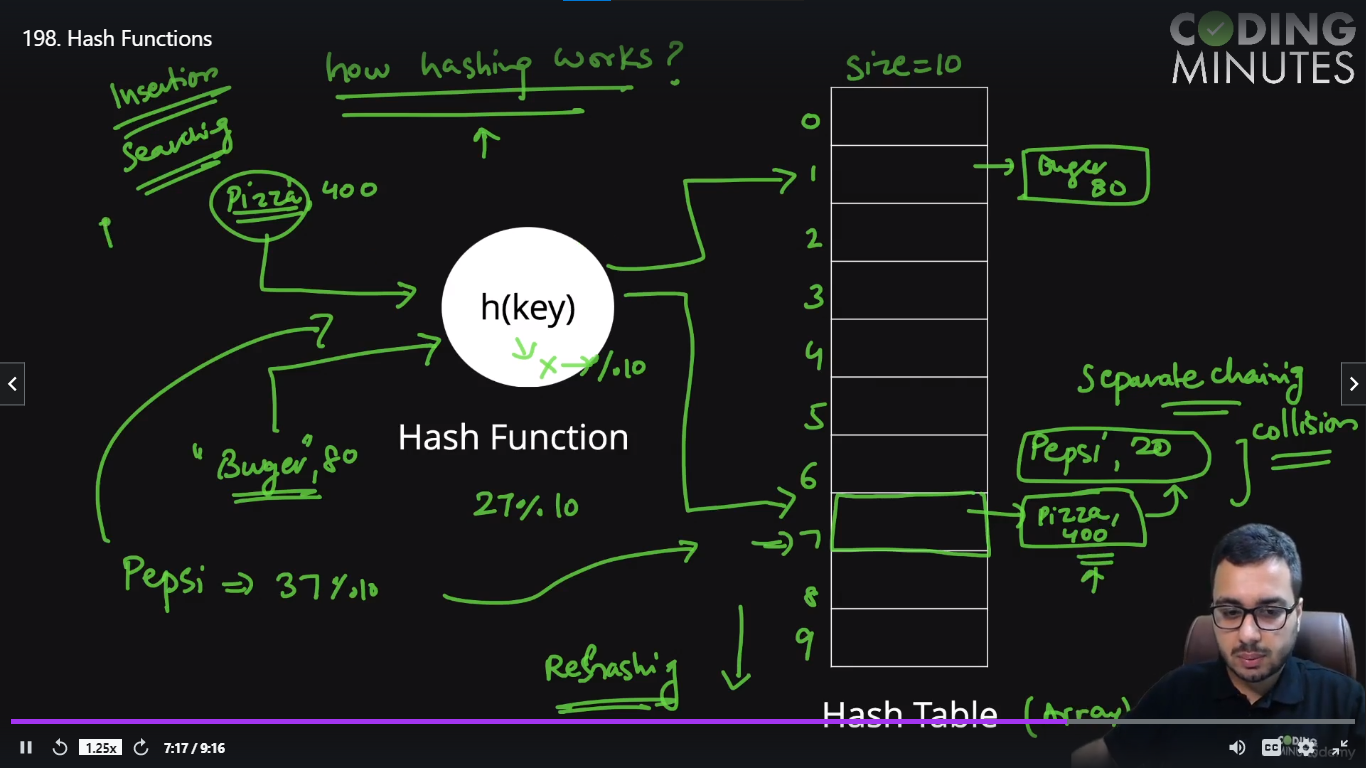 198. Hash Functions
CODING
MINUTES
how hashing works?
size=10
Insertion
Searching
Pizza, 400
0
1
2
3
4
5
6
7
8
9
Burger
80
h(key)
x → %10
Hash Function
"Burger", 80
27%10
Pepsi ⇒ 37%10
Separate chaining
collision
Pepsi, 20
Pizza,
400
Rehashing
Hash Table (Array)
1.25x
7:17 / 9:16
CC